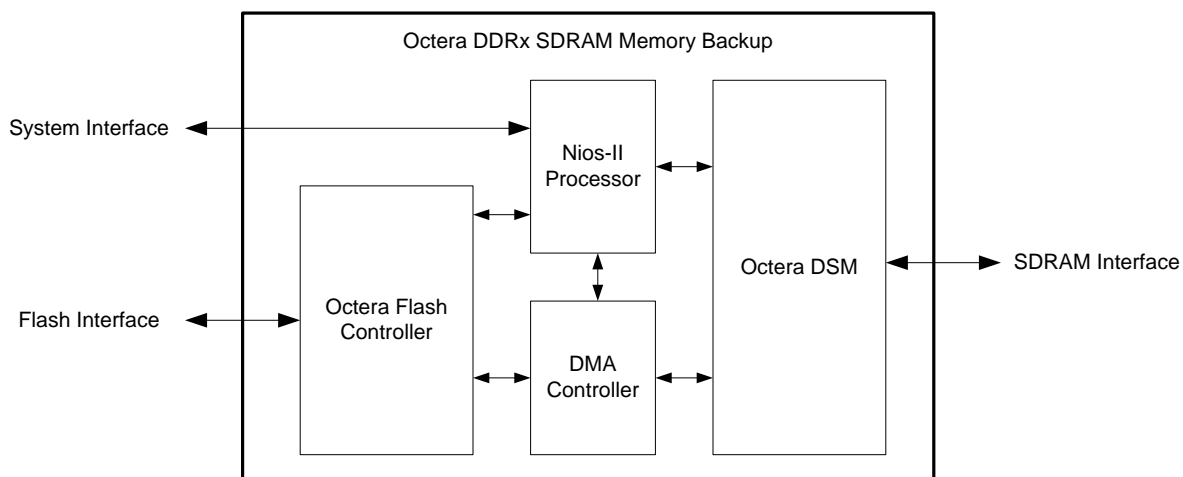 Octera DDRx SDRAM Memory Backup
System Interface
Nios-II
Processor
Octera DSM
SDRAM Interface
Octera Flash
Controller
Flash Interface
DMA
Controller